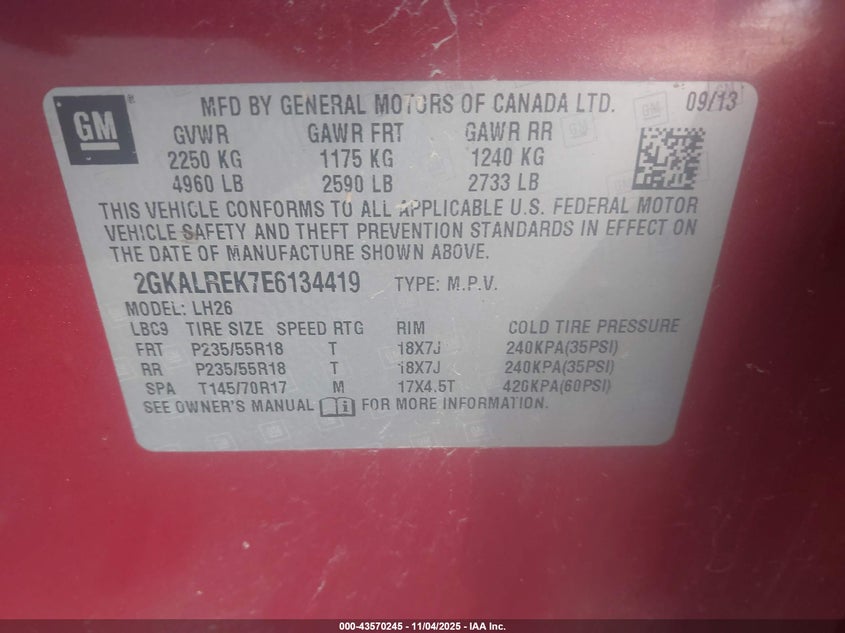 GM
MFD BY GENERAL MOTORS OF CANADA LTD. 09/13
GVWR GAWR FRT GAWR RR
2250 KG 1175 KG 1240 KG
4960 LB 2590 LB 2733 LB
THIS VEHICLE CONFORMS TO ALL APPLICABLE U.S. FEDERAL MOTOR
VEHICLE SAFETY AND THEFT PREVENTION STANDARDS IN EFFECT ON
THE DATE OF MANUFACTURE SHOWN ABOVE.
2GKALREK7E6134419 TYPE: M.P.V.
MODEL: LH26
LBC9 TIRE SIZE SPEED RTG RIM COLD TIRE PRESSURE
FRT P235/55R18 T 18X7J 240KPA(35PSI)
RR P235/55R18 T 18X7J 240KPA(35PSI)
SPA T145/70R17 M 17X4.5T 420KPA(60PSI)
SEE OWNER'S MANUAL i FOR MORE INFORMATION.
000-43570245 - 11/04/2025 - IAA Inc.